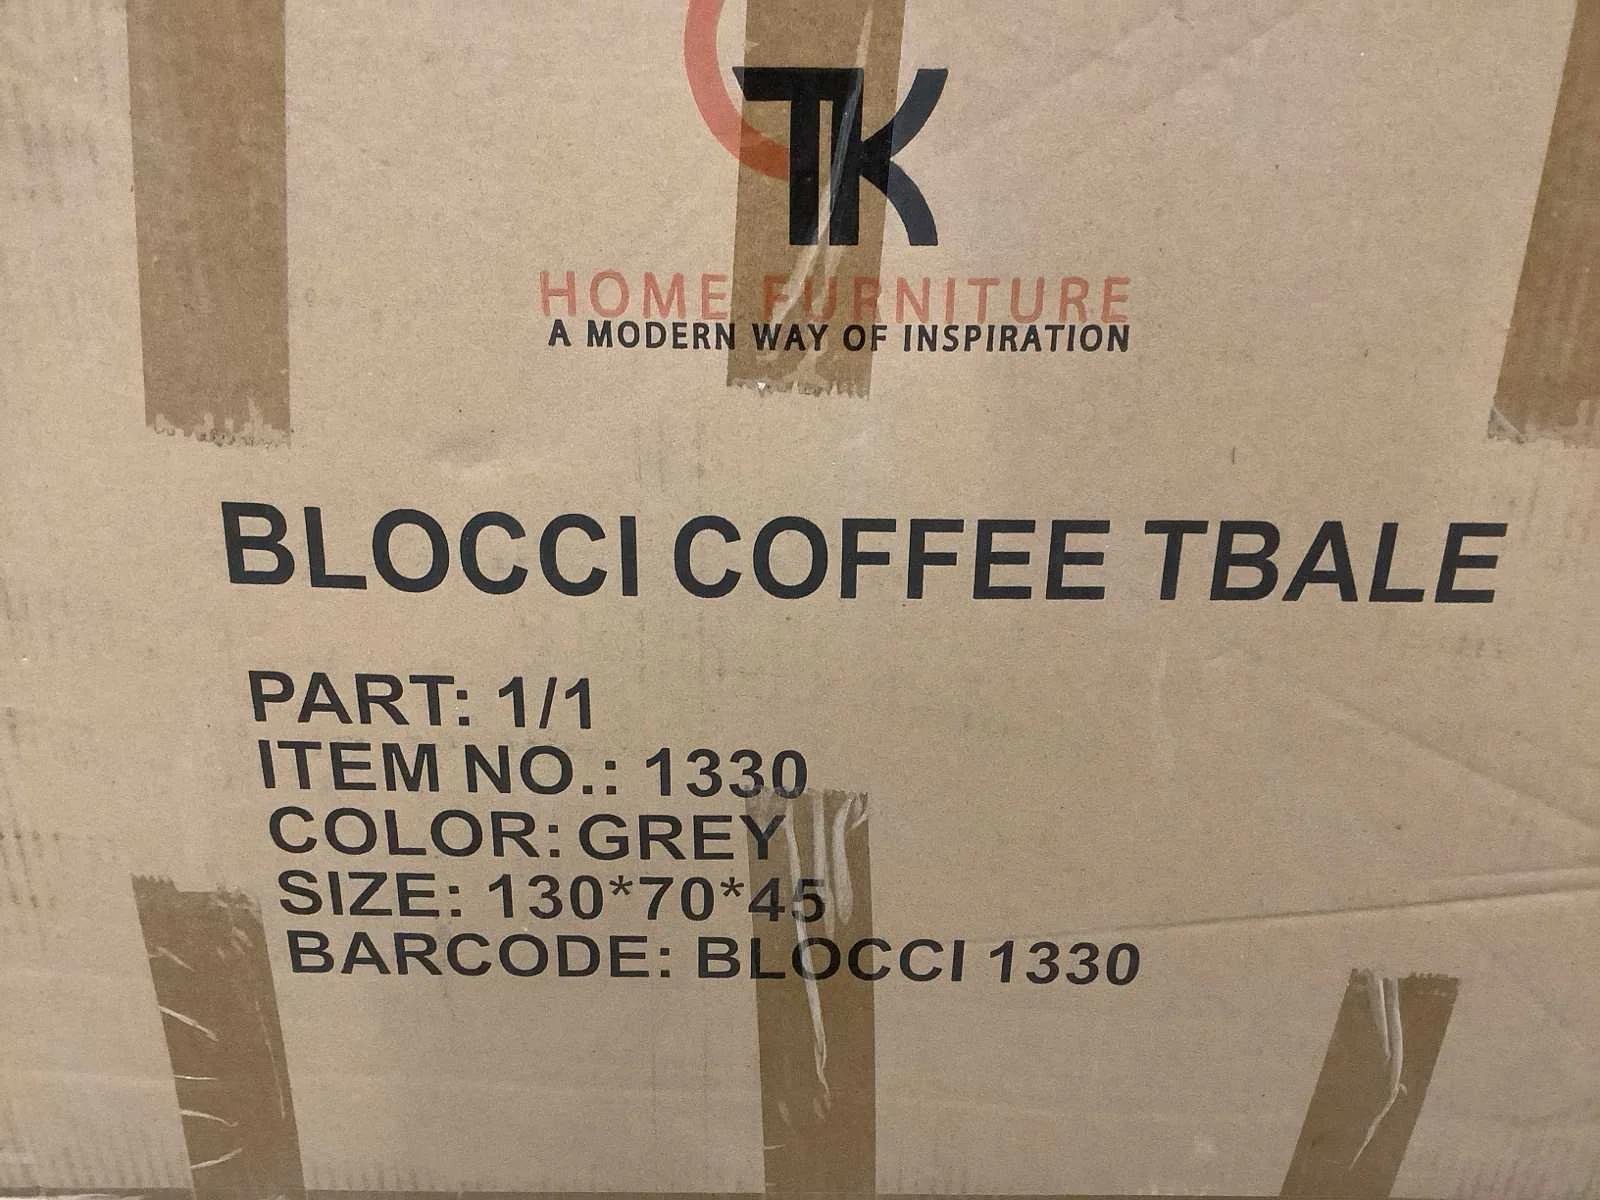 TK
HOME FURNITURE
A MODERN WAY OF INSPIRATION
BLOCCI COFFEE TBALE
PART: 1/1
ITEM NO.: 1330
COLOR: GREY
SIZE: 130*70*45
BARCODE: BLOCCI 1330